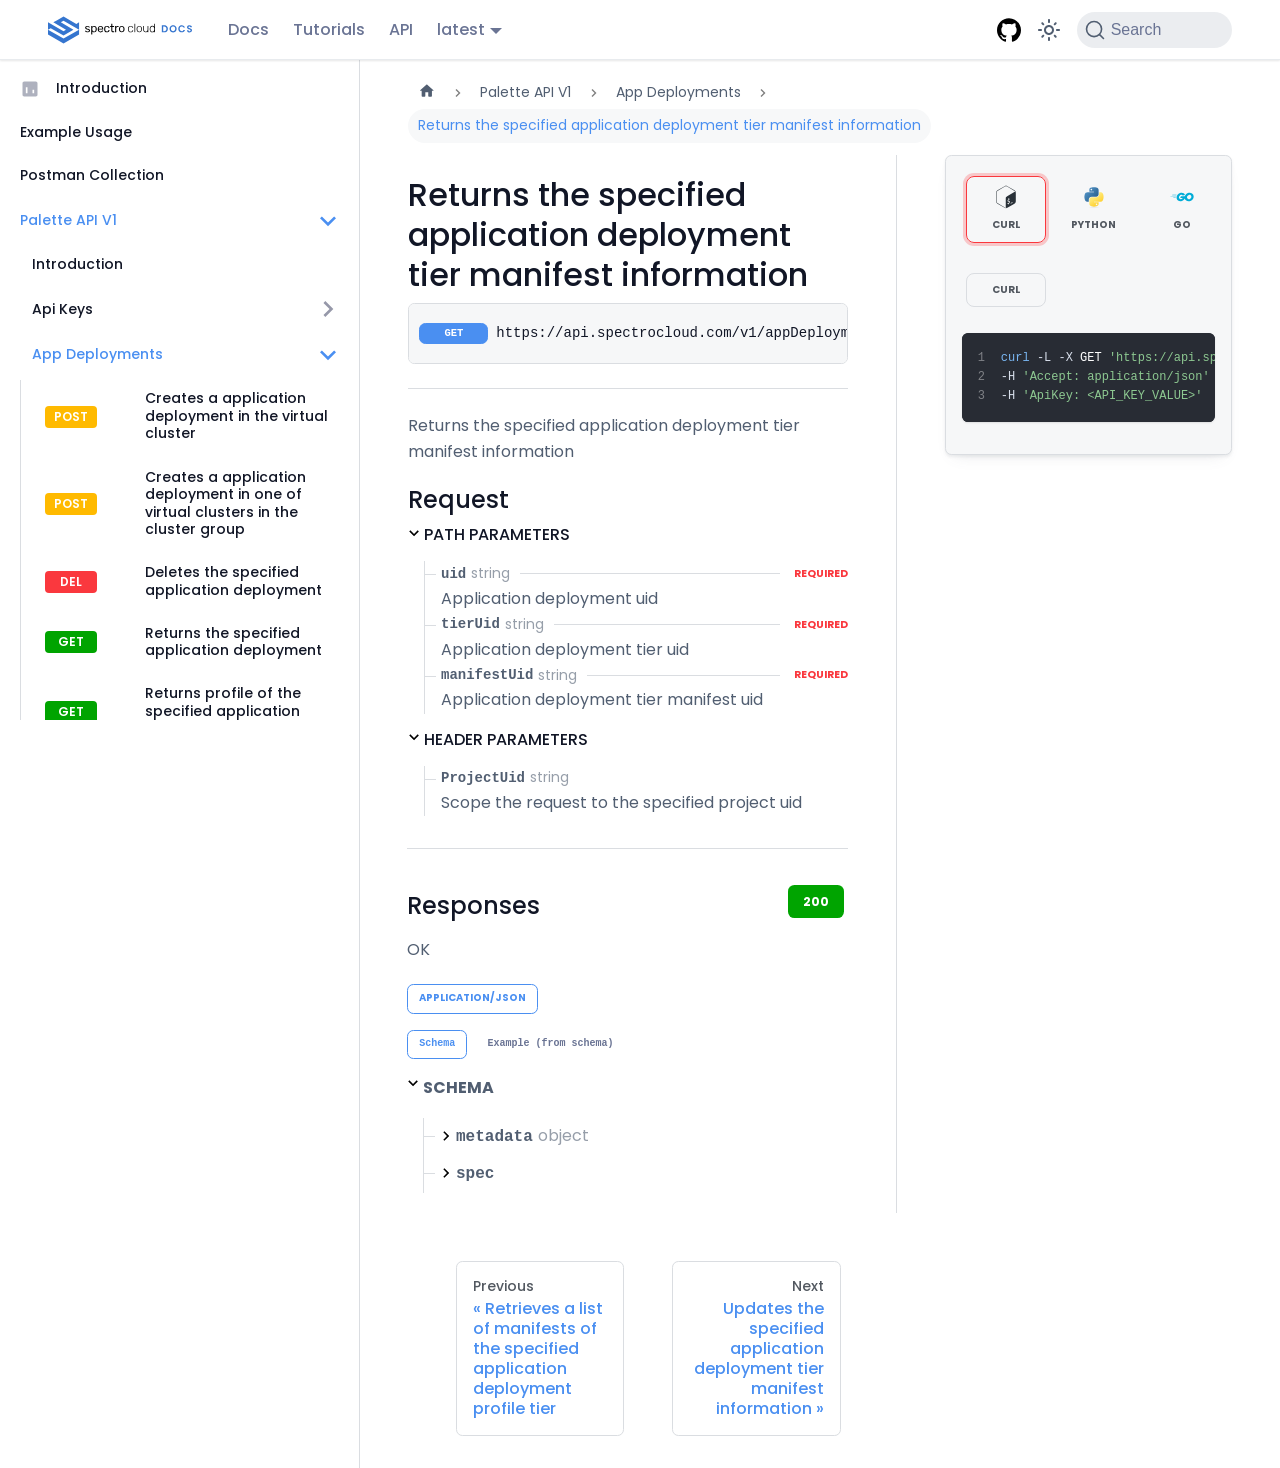 spectro cloud DOCS
Docs
Tutorials
API
latest
Search
Introduction
Example Usage
Postman Collection
Palette API V1
Introduction
Api Keys
App Deployments
POST
Creates a application
deployment in the virtual
cluster
POST
Creates a application
deployment in one of
virtual clusters in the
cluster group
DEL
Deletes the specified
application deployment
GET
Returns the specified
application deployment
GET
Returns profile of the
specified application
Palette API V1
App Deployments
Returns the specified application deployment tier manifest information
Returns the specified
application deployment
tier manifest information
GET https://api.spectrocloud.com/v1/appDeploym
Returns the specified application deployment tier
manifest information
Request
PATH PARAMETERS
uid string REQUIRED
Application deployment uid
tierUid string REQUIRED
Application deployment tier uid
manifestUid string REQUIRED
Application deployment tier manifest uid
HEADER PARAMETERS
ProjectUid string
Scope the request to the specified project uid
Responses
200
OK
APPLICATION/JSON
Schema
Example (from schema)
SCHEMA
metadata object
spec
Previous
« Retrieves a list
of manifests of
the specified
application
deployment
profile tier
Next
Updates the
specified
application
deployment tier
manifest
information »
CURL
PYTHON
GO
CURL
1 curl -L -X GET 'https://api.sp
2 -H 'Accept: application/json'
3 -H 'ApiKey: <API_KEY_VALUE>'